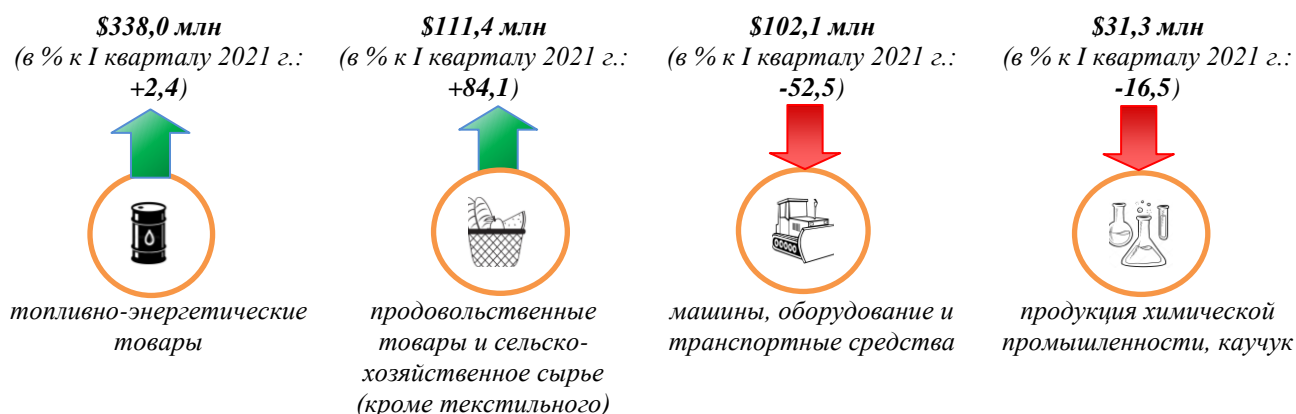 $338,0 млн
(в % к I кварталу 2021 г.:
+2,4)
$111,4 млн
(в % к I кварталу 2021 г.:
+84,1)
$102,1 млн
(в % к I кварталу 2021 г.:
-52,5)
$31,3 млн
(в % к I кварталу 2021 г.:
-16,5)
топливно-энергетические
товары
продовольственные
товары и сельско-
хозяйственное сырье
(кроме текстильного)
машины, оборудование и
транспортные средства
продукция химической
промышленности, каучук